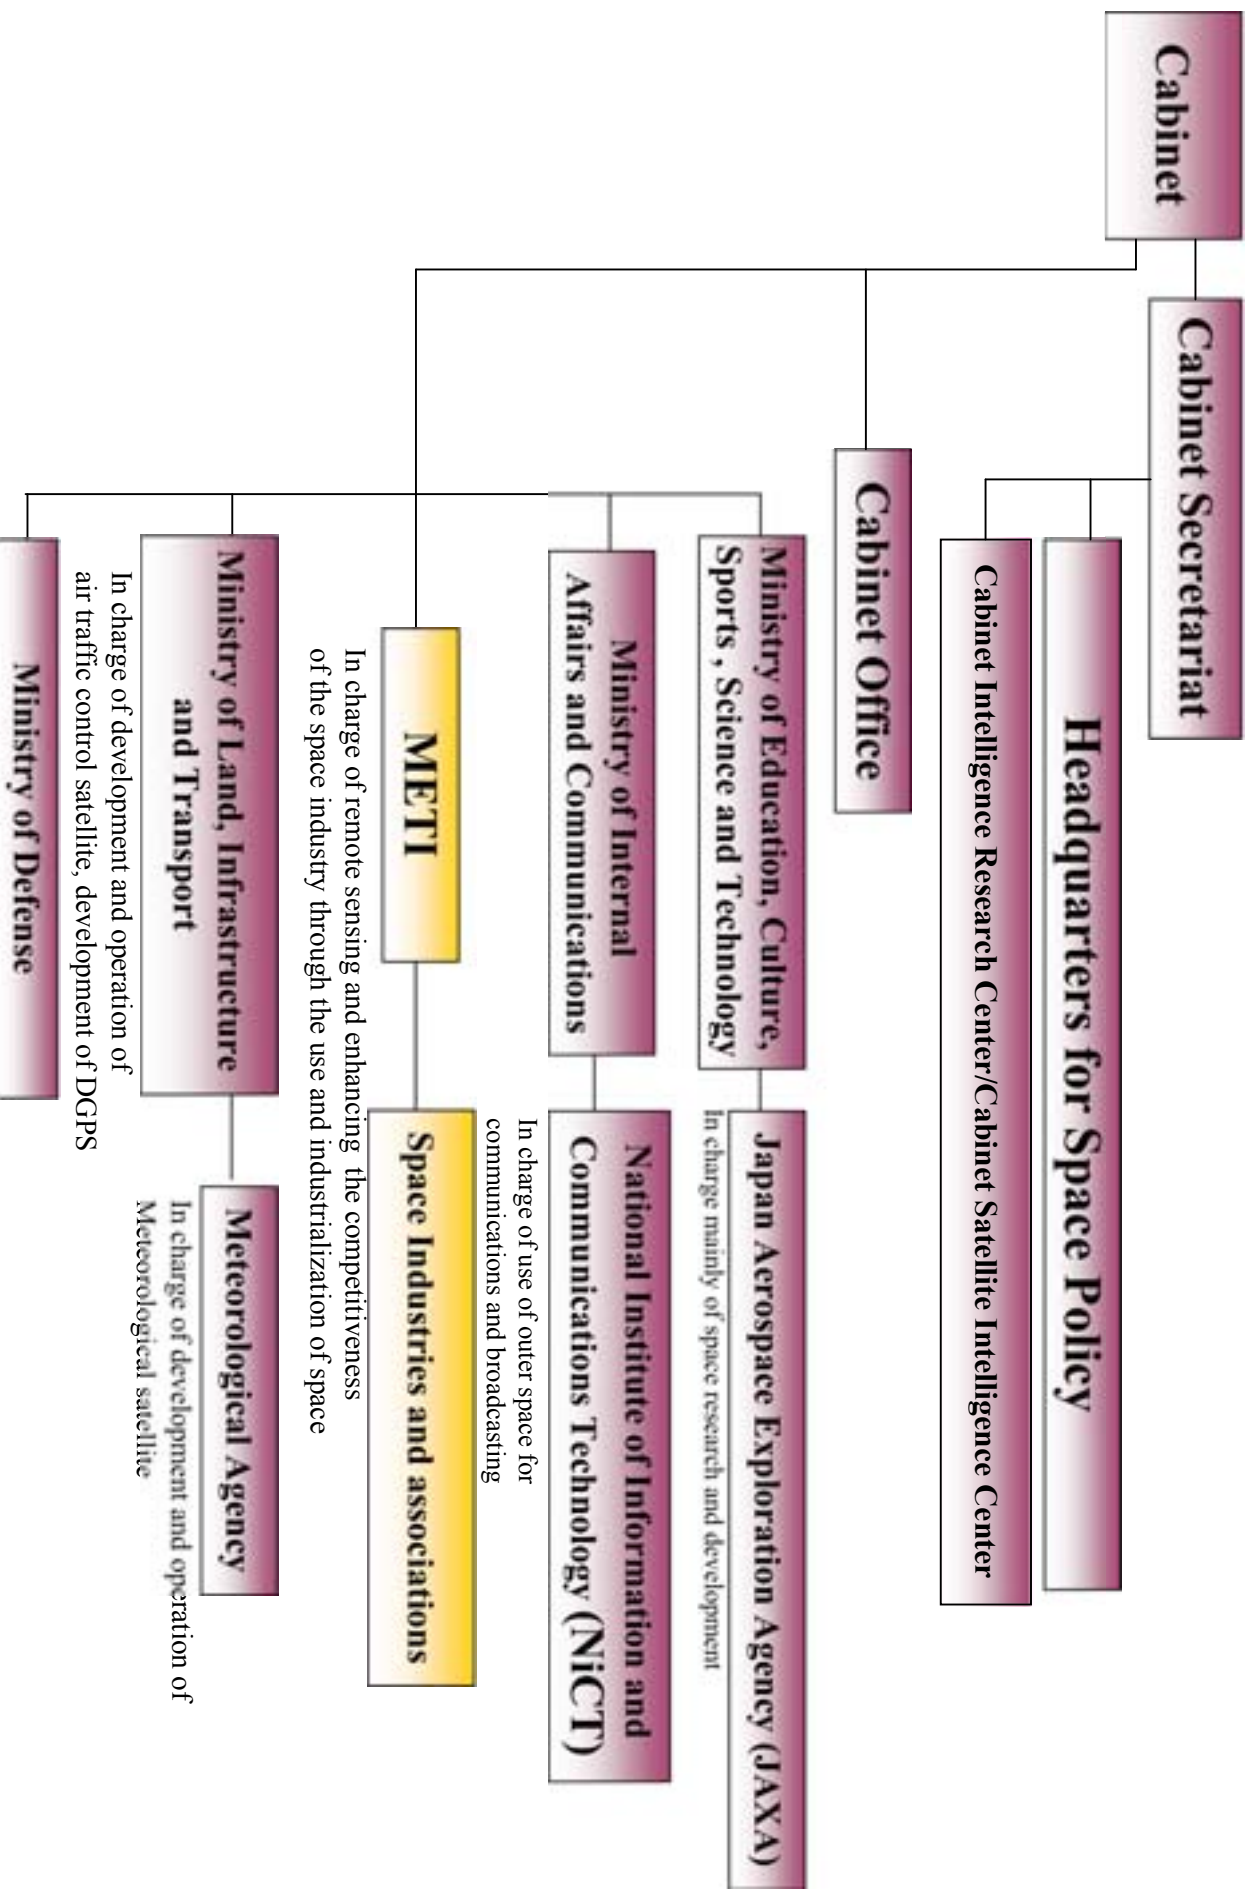 Cabinet
Cabinet Secretariat
Headquarters for Space Policy
Cabinet Intelligence Research Center/Cabinet Satellite Intelligence Center
Cabinet Office
Ministry of Education, Culture,
Sports , Science and Technology
Japan Aerospace Exploration Agency (JAXA)
In charge mainly of space research and development
Ministry of Internal
Affairs and Communications
National Institute of Information and
Communications Technology (NiCT)
In charge of use of outer space for
communications and broadcasting
METI
Space Industries and associations
In charge of remote sensing and enhancing the competitiveness
of the space industry through the use and industrialization of space
Ministry of Land, Infrastructure
and Transport
Meteorological Agency
In charge of development and operation of
Meteorological satellite
In charge of development and operation of
air traffic control satellite, development of DGPS
Ministry of Defense